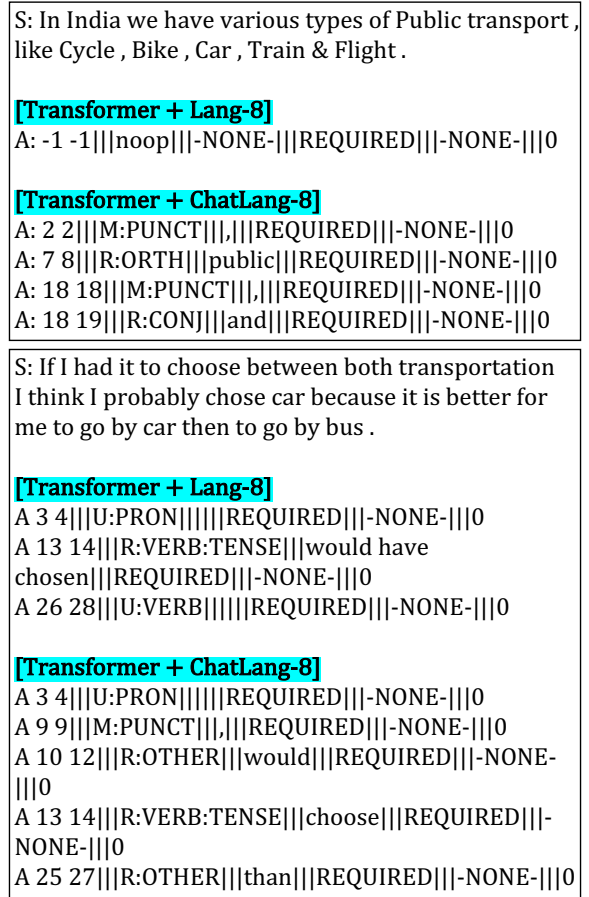 S: In India we have various types of Public transport ,
like Cycle , Bike , Car , Train & Flight .
[Transformer + Lang-8]
A: -1 -1|||noop|||-NONE-|||REQUIRED|||-NONE-|||0
[Transformer + ChatLang-8]
A: 2 2|||M:PUNCT|||,|||REQUIRED|||-NONE-|||0
A: 7 8|||R:ORTH|||public|||REQUIRED|||-NONE-|||0
A: 18 18|||M:PUNCT|||,|||REQUIRED|||-NONE-|||0
A: 18 19|||R:CONJ|||and|||REQUIRED|||-NONE-|||0
S: If I had it to choose between both transportation
I think I probably chose car because it is better for
me to go by car then to go by bus .
[Transformer + Lang-8]
A 3 4|||U:PRON||||||REQUIRED|||-NONE-|||0
A 13 14|||R:VERB:TENSE|||would have
chosen|||REQUIRED|||-NONE-|||0
A 26 28|||U:VERB||||||REQUIRED|||-NONE-|||0
[Transformer + ChatLang-8]
A 3 4|||U:PRON||||||REQUIRED|||-NONE-|||0
A 9 9|||M:PUNCT|||,|||REQUIRED|||-NONE-|||0
A 10 12|||R:OTHER|||would|||REQUIRED|||-NONE-
|||0
A 13 14|||R:VERB:TENSE|||choose|||REQUIRED|||-
NONE-|||0
A 25 27|||R:OTHER|||than|||REQUIRED|||-NONE-|||0